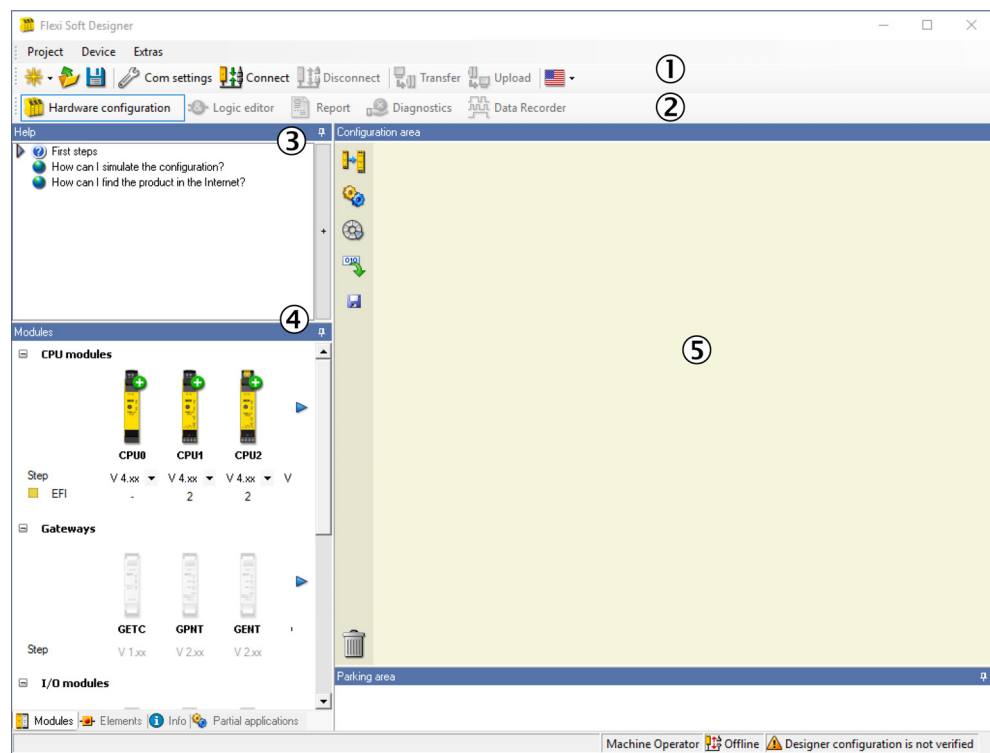 Flexi Soft Designer
Project Device Extras
Com settings Connect Disconnect Transfer Upload ①
Hardware configuration Logic editor Report Diagnostics Data Recorder ②
Help ③
First steps
How can I simulate the configuration?
How can I find the product in the Internet?
+
Modules ④
CPU modules
CPU0 CPU1 CPU2
Step V 4.xx V 4.xx V 4.xx V
EFI - 2 2
Gateways
GETC GPNT GENT
Step V 1.xx V 2.xx V 2.xx
I/O modules
Modules Elements Info Partial applications
Configuration area
010
⑤
Parking area
Machine Operator Offline Designer configuration is not verified